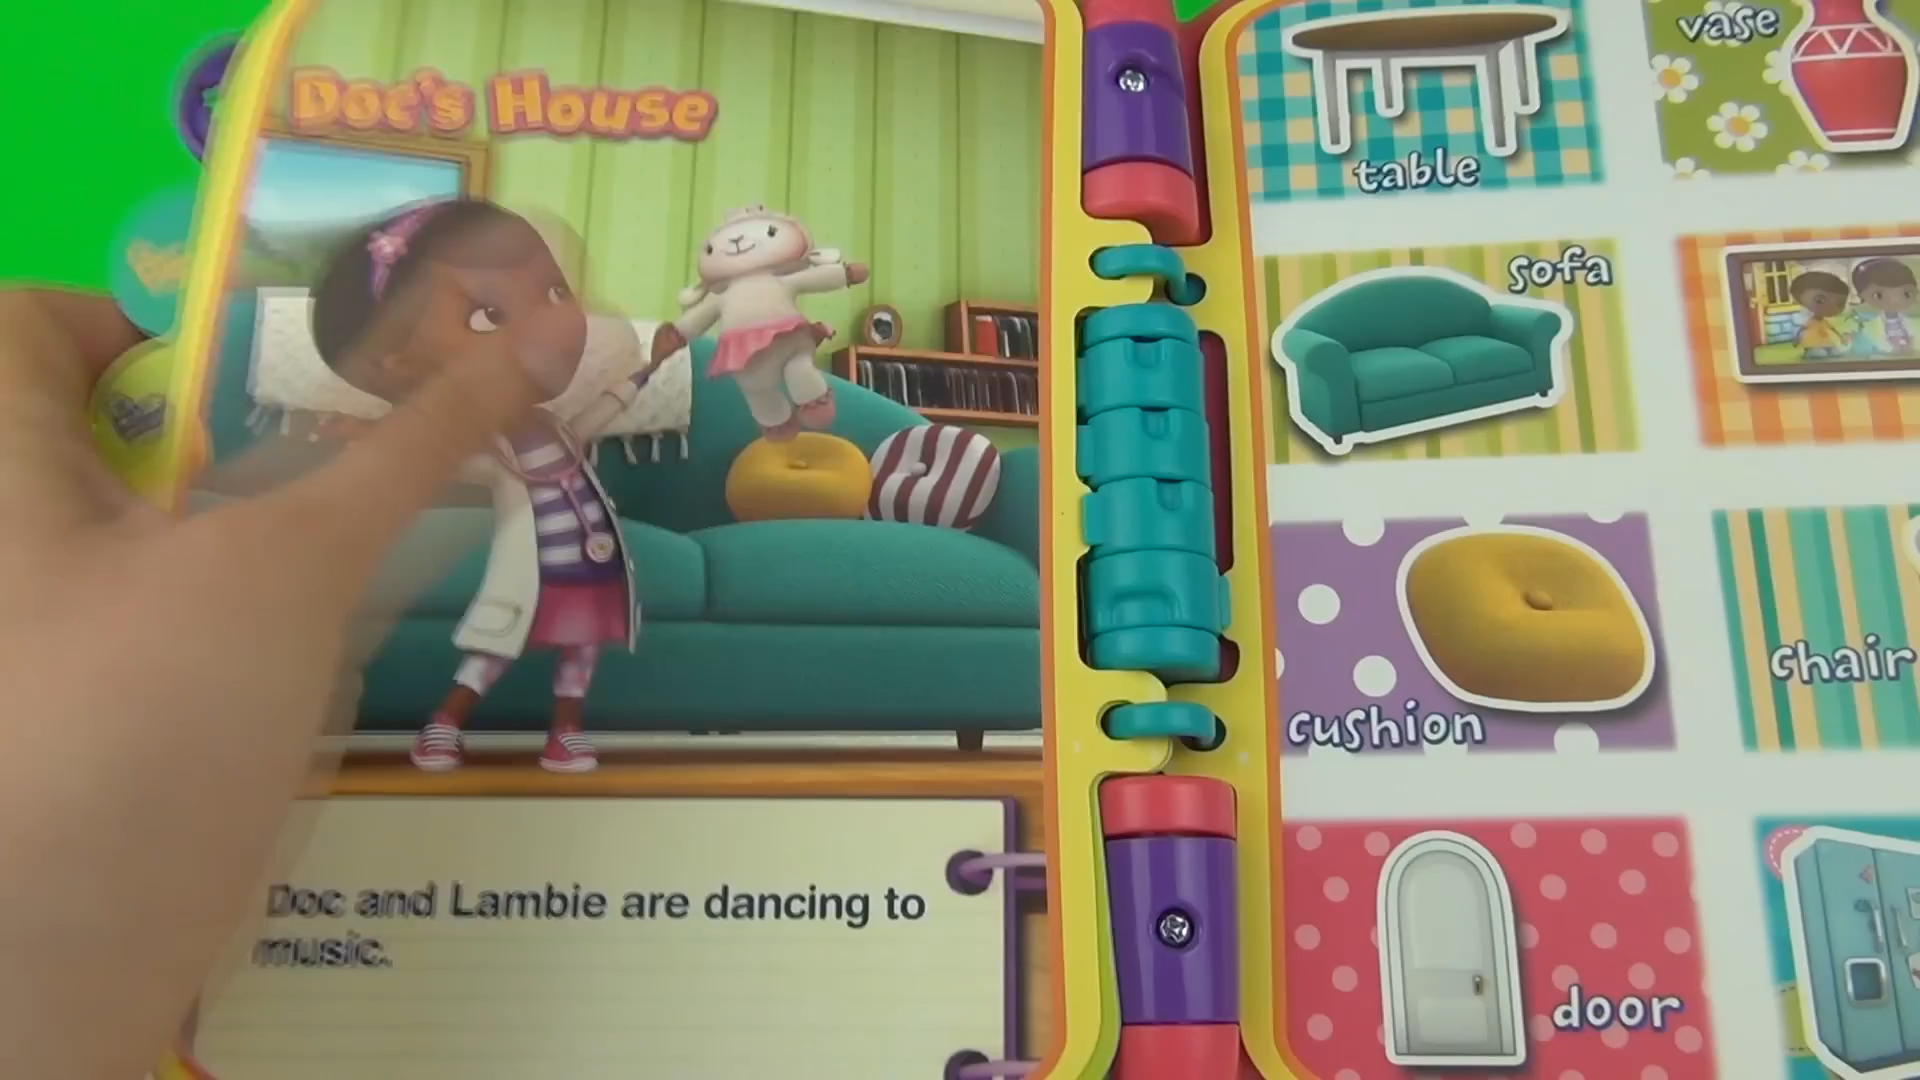 Doc's House
Doc and Lambie are dancing to
music.
table
vase
sofa
cushion
chair
door